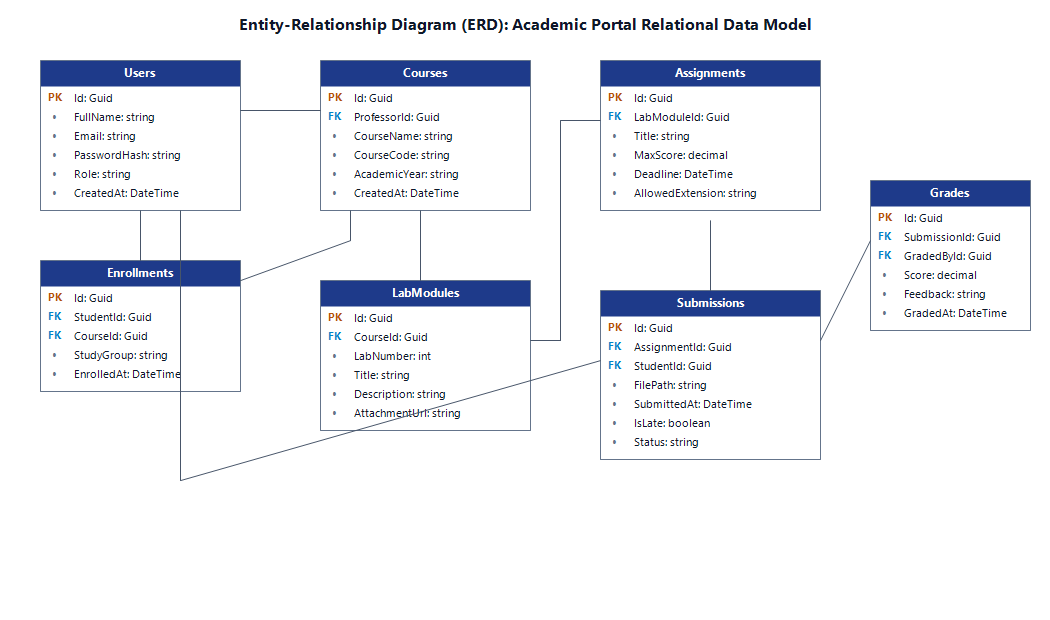 Entity-Relationship Diagram (ERD): Academic Portal Relational Data Model
Users
PK Id: Guid
• FullName: string
• Email: string
• PasswordHash: string
• Role: string
• CreatedAt: DateTime
Courses
PK Id: Guid
FK ProfessorId: Guid
• CourseName: string
• CourseCode: string
• AcademicYear: string
• CreatedAt: DateTime
Assignments
PK Id: Guid
FK LabModuleId: Guid
• Title: string
• MaxScore: decimal
• Deadline: DateTime
• AllowedExtension: string
Grades
PK Id: Guid
FK SubmissionId: Guid
FK GradedById: Guid
• Score: decimal
• Feedback: string
• GradedAt: DateTime
Enrollments
PK Id: Guid
FK StudentId: Guid
FK CourseId: Guid
• StudyGroup: string
• EnrolledAt: DateTime
LabModules
PK Id: Guid
FK CourseId: Guid
• LabNumber: int
• Title: string
• Description: string
• AttachmentUrl: string
Submissions
PK Id: Guid
FK AssignmentId: Guid
FK StudentId: Guid
• FilePath: string
• SubmittedAt: DateTime
• IsLate: boolean
• Status: string